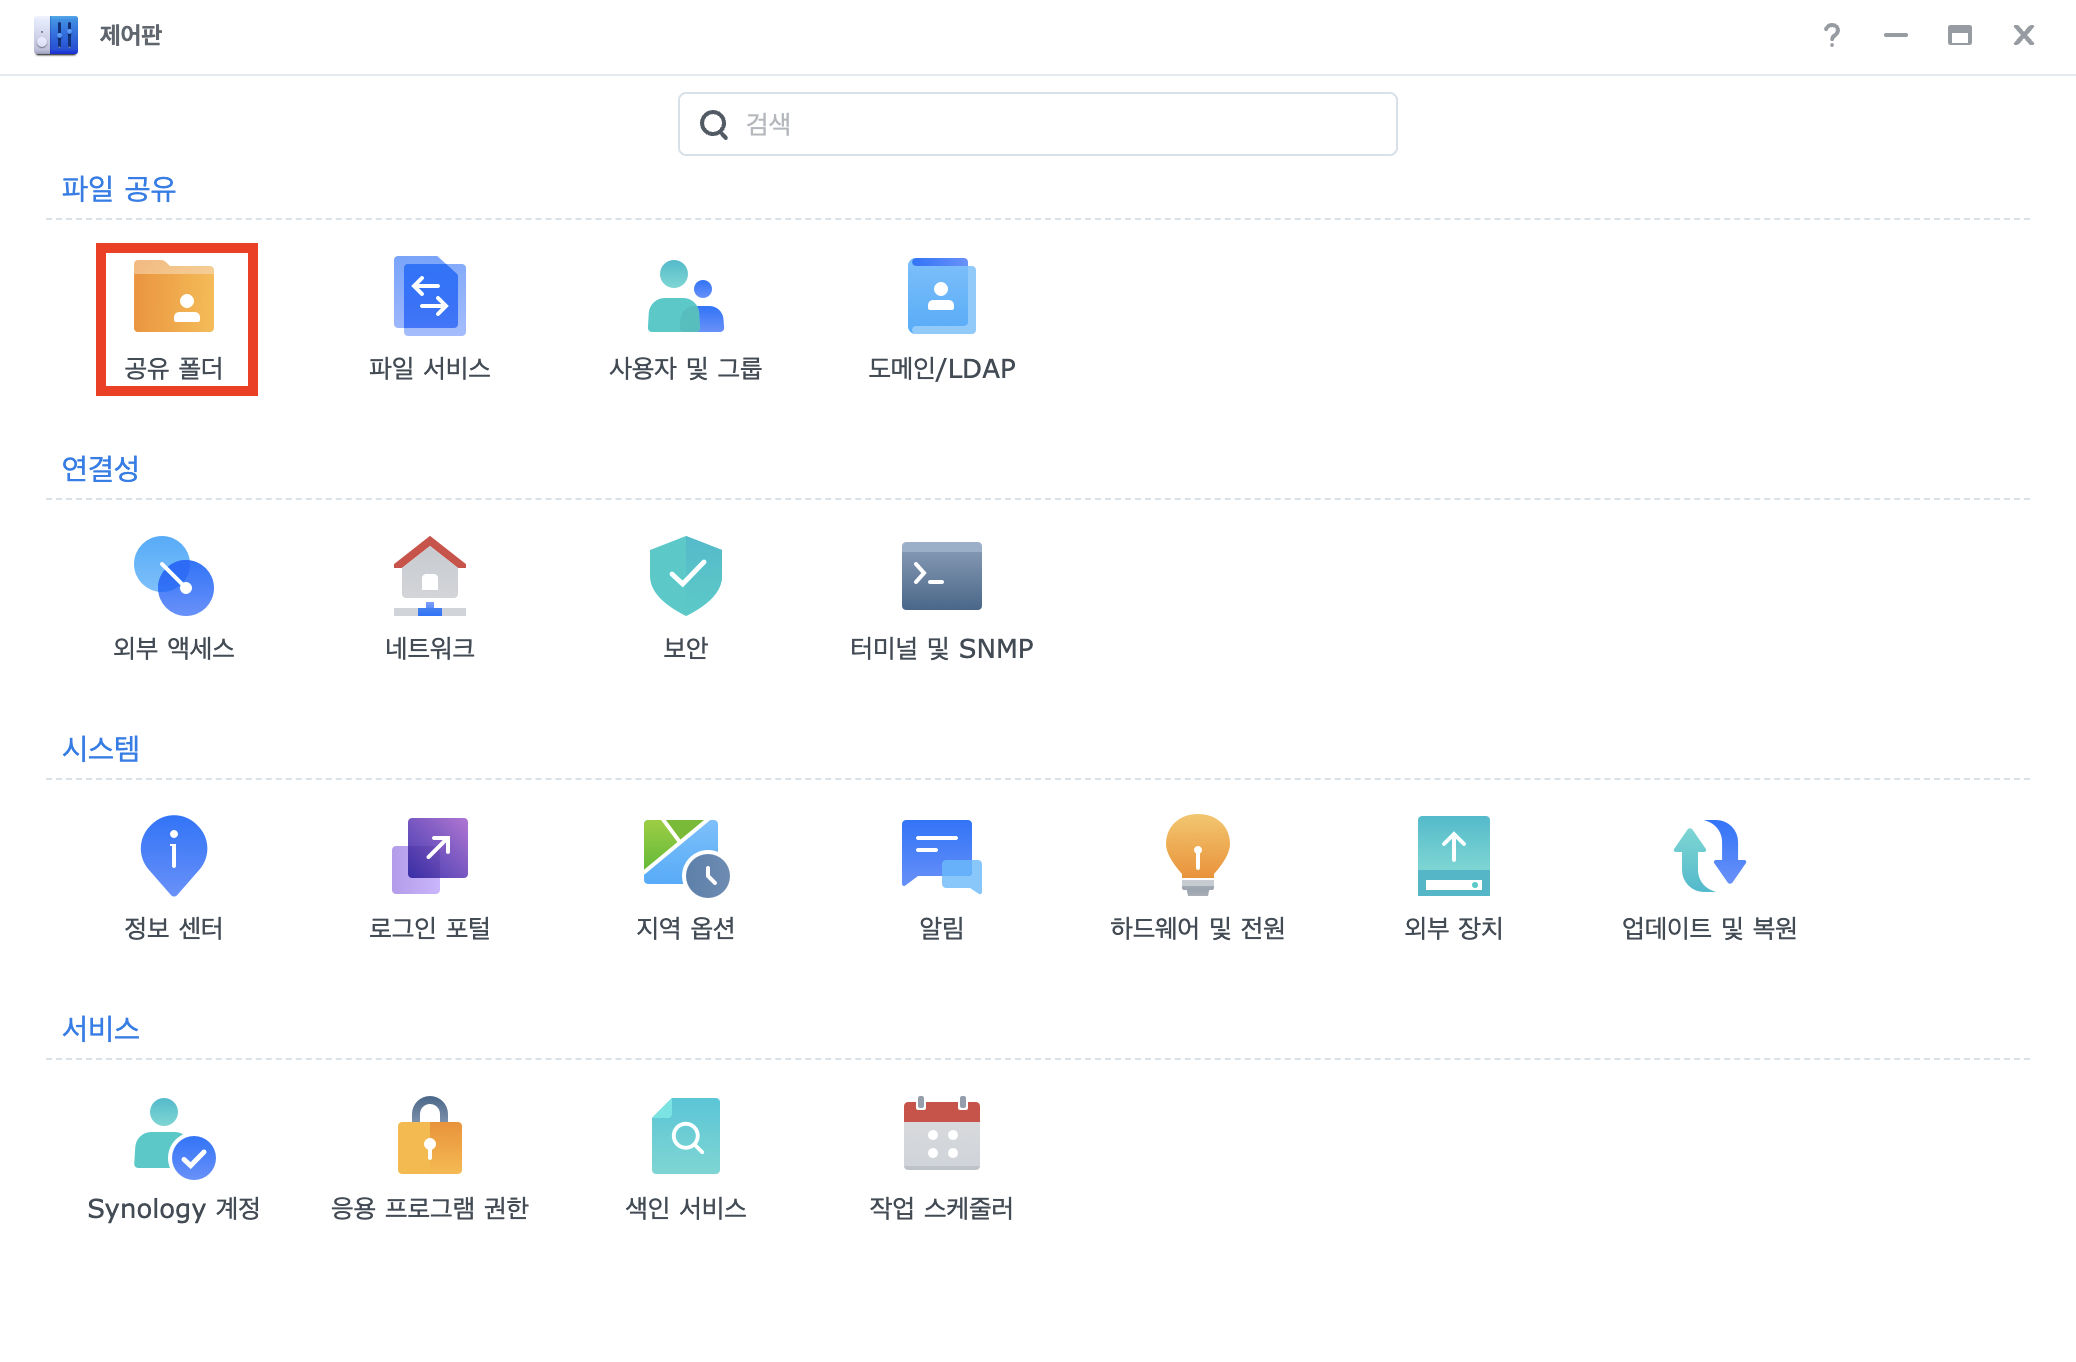 제어판
검색
파일 공유
공유 폴더
파일 서비스
사용자 및 그룹
도메인/LDAP
연결성
외부 액세스
네트워크
보안
터미널 및 SNMP
시스템
정보 센터
로그인 포털
지역 옵션
알림
하드웨어 및 전원
외부 장치
업데이트 및 복원
서비스
Synology 계정
응용 프로그램 권한
색인 서비스
작업 스케줄러